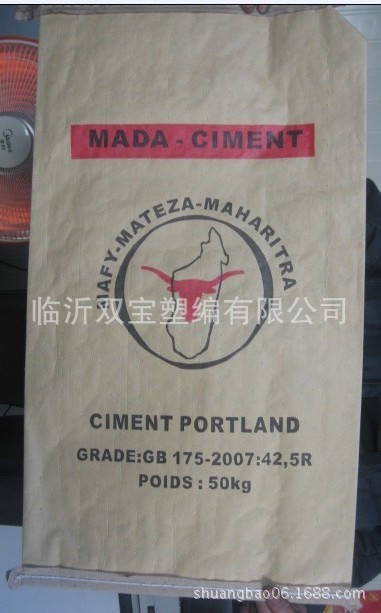 MADA - CIMENT
MIAFY-MATEZA-MAHARITRA
临沂双宝塑编有限公司
CIMENT PORTLAND
GRADE:GB 175-2007:42,5R
POIDS : 50kg
shuangbao06.1688.com